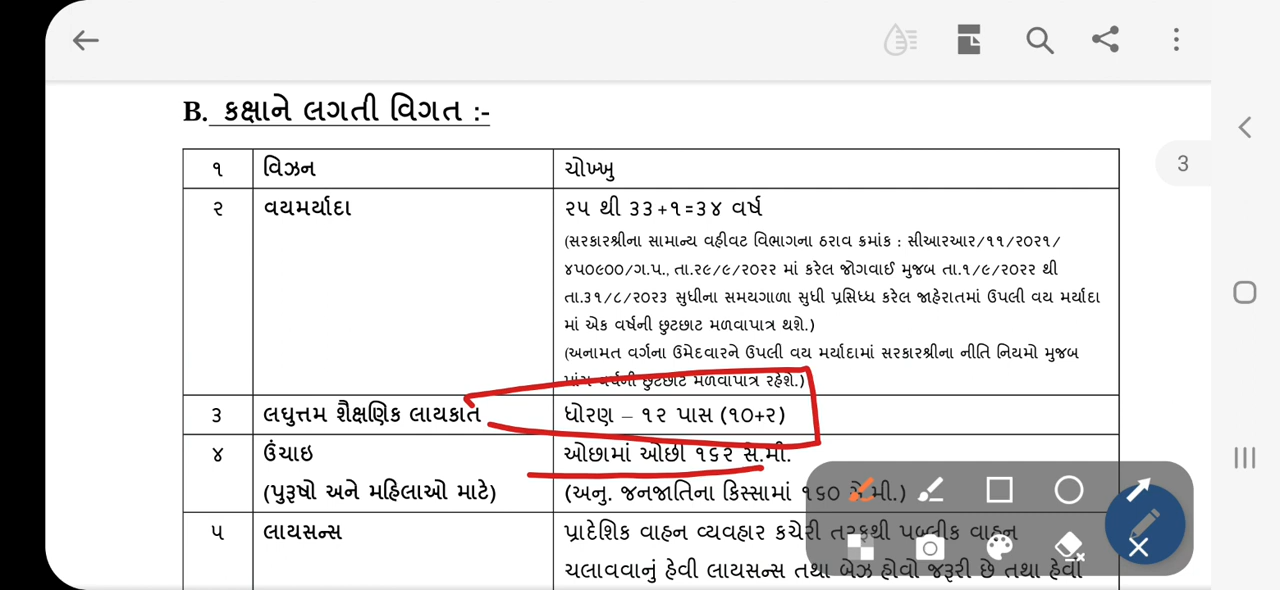 B. કક્ષાને લગતી વિગત :-
૧ વિઝન ચોખ્ખુ
૨ વયમર્યાદા ૨૫ થી ૩૩+૧=૩૪ વર્ષ
(સરકારશ્રીના સામાન્ય વહીવટ વિભાગના ઠરાવ ક્રમાંક : સીઆરઆર/૧૧/૨૦૨૧/
૪૫૦૯૦૦/ગ.પ., તા.૨૯/૯/૨૦૨૨ માં કરેલ જોગવાઈ મુજબ તા.૧/૯/૨૦૨૨ થી
તા.૩૧/૮/૨૦૨૩ સુધીના સમયગાળા સુધી પ્રસિધ્ધ કરેલ જાહેરાતમાં ઉપલી વય મર્યાદા
માં એક વર્ષની છુટછાટ મળવાપાત્ર થશે.)
(અનામત વર્ગના ઉમેદવારને ઉપલી વય મર્યાદામાં સરકારશ્રીના નીતિ નિયમો મુજબ
પાંચ વર્ષની છુટછાટ મળવાપાત્ર રહેશે.)
૩ લઘુત્તમ શૈક્ષણિક લાયકાત ધોરણ – ૧૨ પાસ (૧૦+૨)
૪ ઉંચાઇ ઓછામાં ઓછી ૧૬૨ સે.મી.
(પુરૂષો અને મહિલાઓ માટે) (અનુ. જનજાતિના કિસ્સામાં ૧૬૦ સે.મી.)
૫ લાયસન્સ પ્રાદેશિક વાહન વ્યવહાર કચેરી તરફથી પબ્લીક વાહન
ચલાવવાનું હેવી લાયસન્સ તથા બેઝ હોવો જરૂરી છે તથા હેવી
3